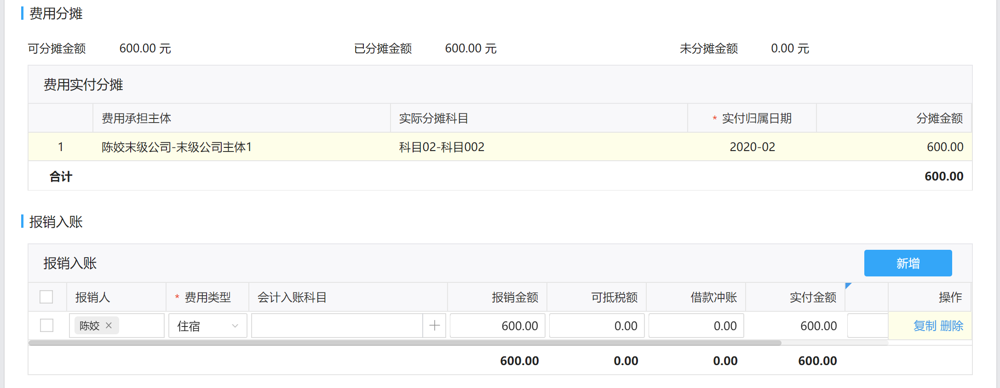 费用分摊
可分摊金额 600.00 元 已分摊金额 600.00 元 未分摊金额 0.00 元
费用实付分摊
费用承担主体 实际分摊科目 * 实付归属日期 分摊金额
1 陈姣末级公司-末级公司主体1 科目02-科目002 2020-02 600.00
合计 600.00
报销入账
报销入账 新增
报销人 * 费用类型 会计入账科目 报销金额 可抵税额 借款冲账 实付金额 操作
陈姣 × 住宿 + 600.00 0.00 0.00 600.00 复制 删除
600.00 0.00 0.00 600.00